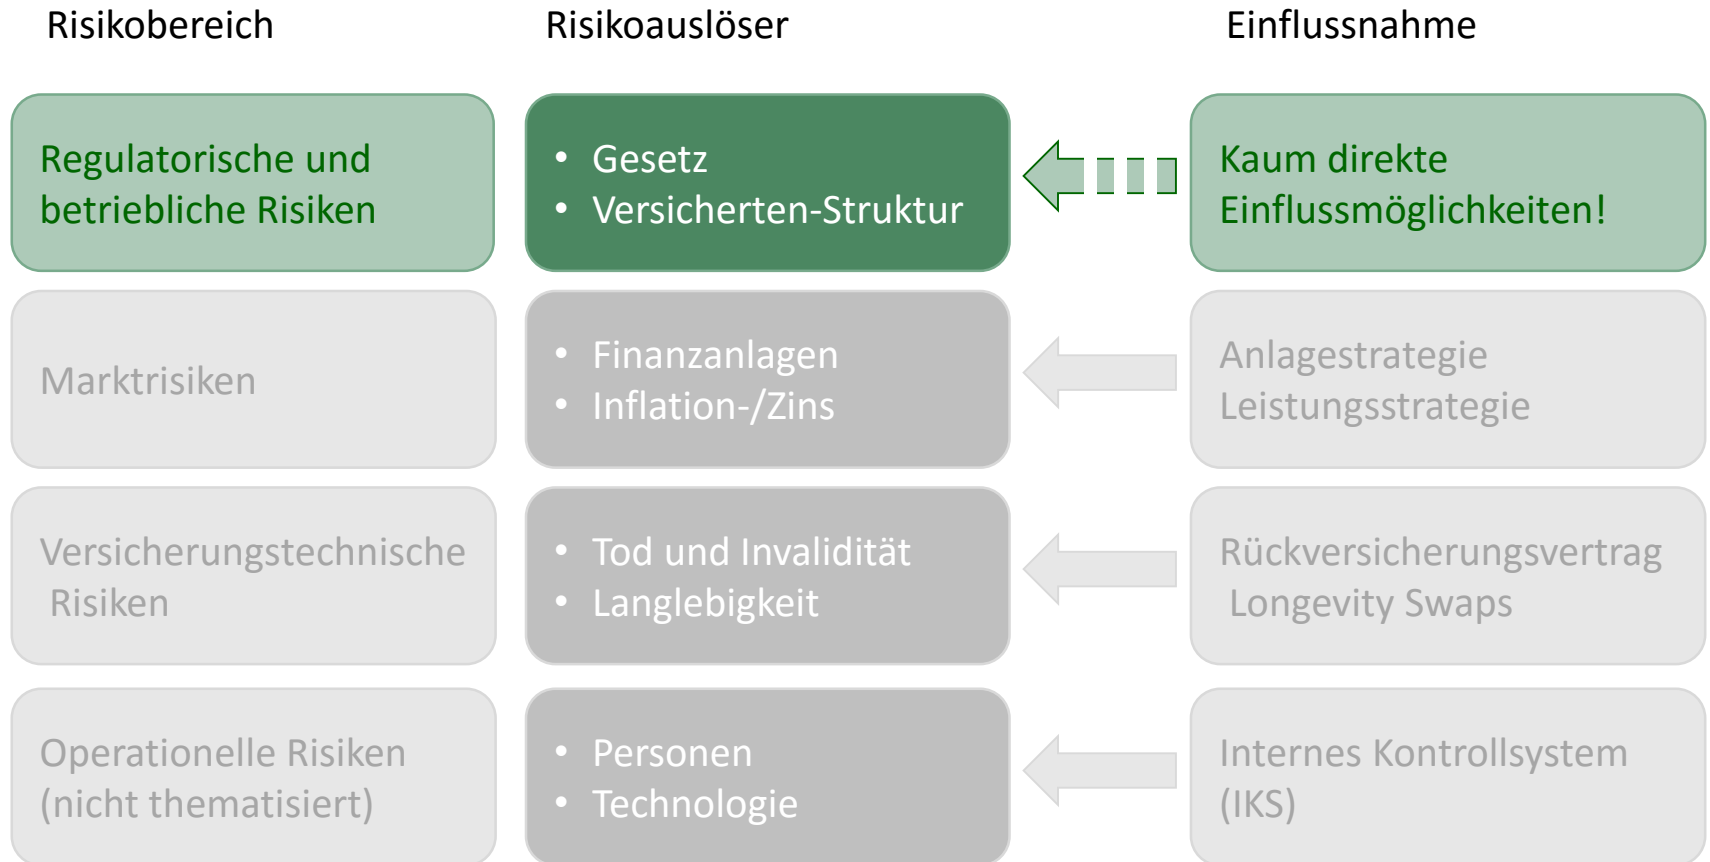 Risikobereich
Risikoauslöser
Einflussnahme
Regulatorische und
betriebliche Risiken
• Gesetz
• Versicherten-Struktur
Kaum direkte
Einflussmöglichkeiten!
Marktrisiken
• Finanzanlagen
• Inflation-/Zins
Anlagestrategie
Leistungsstrategie
Versicherungstechnische
Risiken
• Tod und Invalidität
• Langlebigkeit
Rückversicherungsvertrag
Longevity Swaps
Operationelle Risiken
(nicht thematisiert)
• Personen
• Technologie
Internes Kontrollsystem
(IKS)